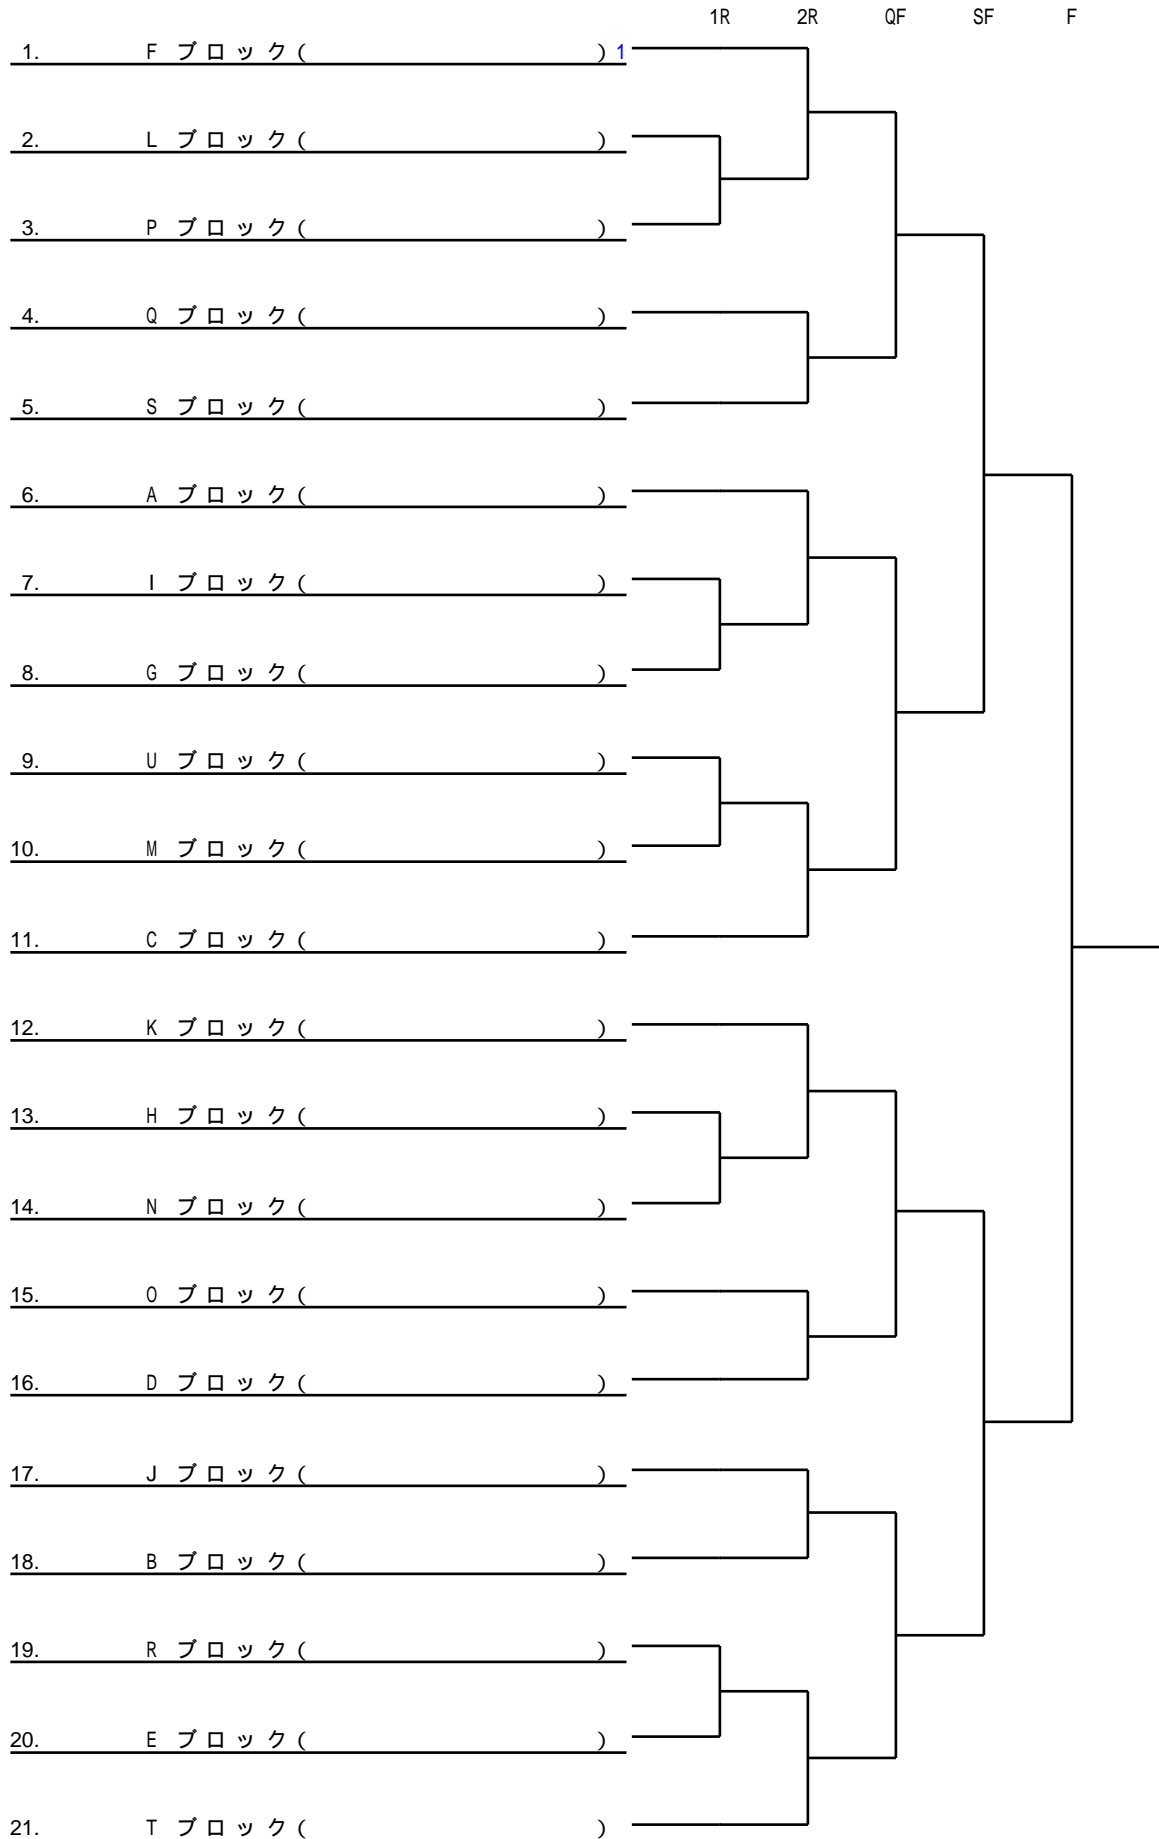 1R 2R QF SF F
1. F ブロック( ) 1
2. L ブロック( )
3. P ブロック( )
4. Q ブロック( )
5. S ブロック( )
6. A ブロック( )
7. I ブロック( )
8. G ブロック( )
9. U ブロック( )
10. M ブロック( )
11. C ブロック( )
12. K ブロック( )
13. H ブロック( )
14. N ブロック( )
15. O ブロック( )
16. D ブロック( )
17. J ブロック( )
18. B ブロック( )
19. R ブロック( )
20. E ブロック( )
21. T ブロック( )